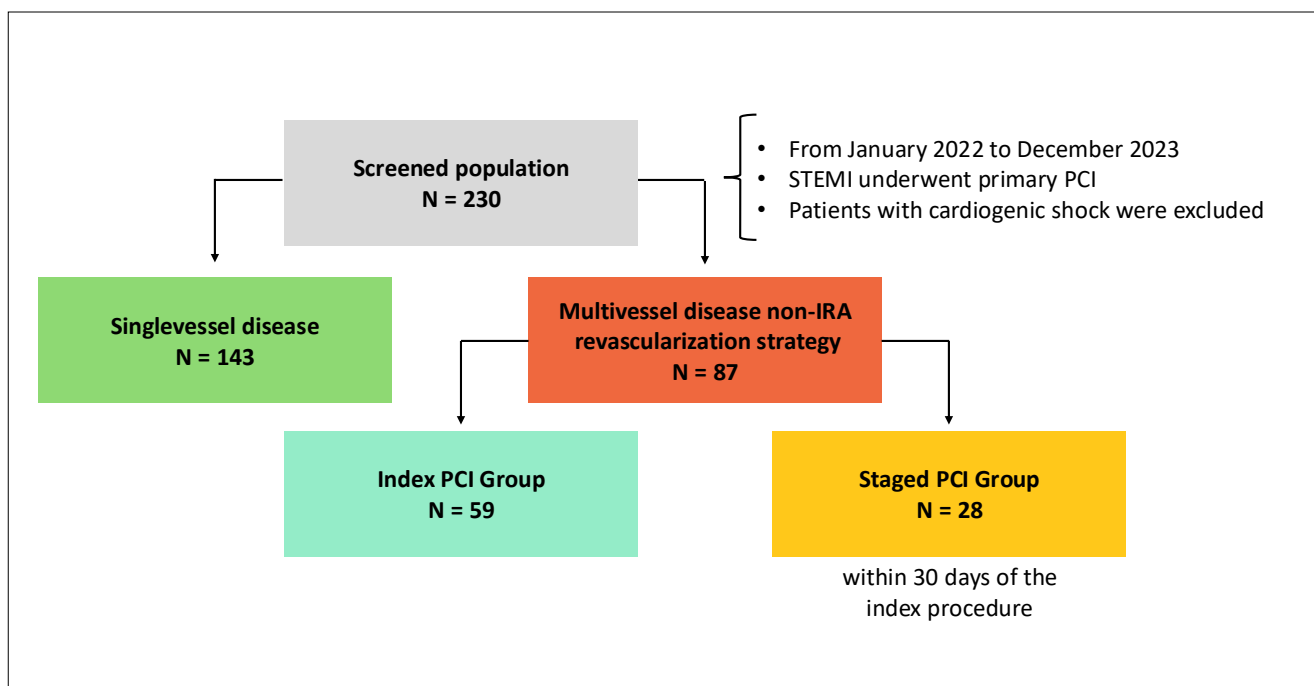 Screened population
N = 230
• From January 2022 to December 2023
• STEMI underwent primary PCI
• Patients with cardiogenic shock were excluded
Singlevessel disease
N = 143
Multivessel disease non-IRA
revascularization strategy
N = 87
Index PCI Group
N = 59
Staged PCI Group
N = 28
within 30 days of the
index procedure